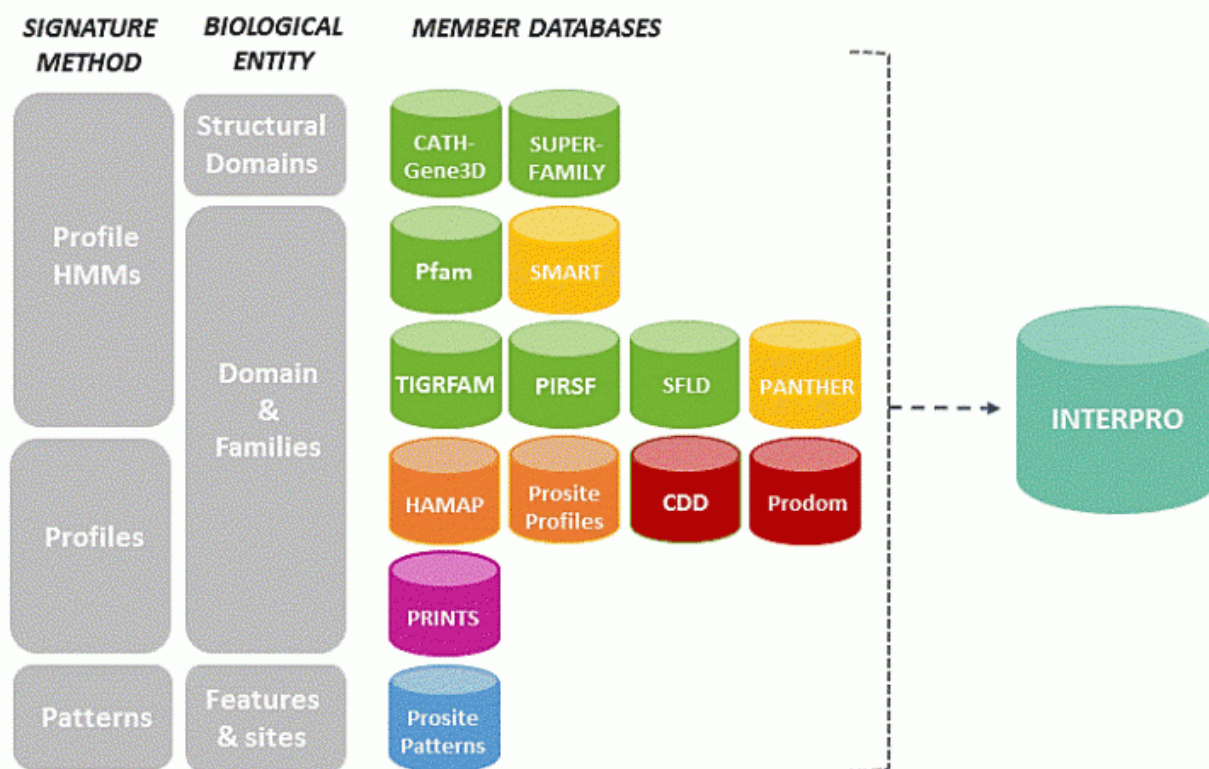 SIGNATURE
METHOD
BIOLOGICAL
ENTITY
MEMBER DATABASES
Profile
HMMs
Profiles
Patterns
Structural
Domains
Domain
&
Families
Features
& sites
CATH-
Gene3D
SUPER-
FAMILY
Pfam
SMART
TIGRFAM
PIRSF
SFLD
PANTHER
HAMAP
Prosite
Profiles
CDD
Prodom
PRINTS
Prosite
Patterns
INTERPRO